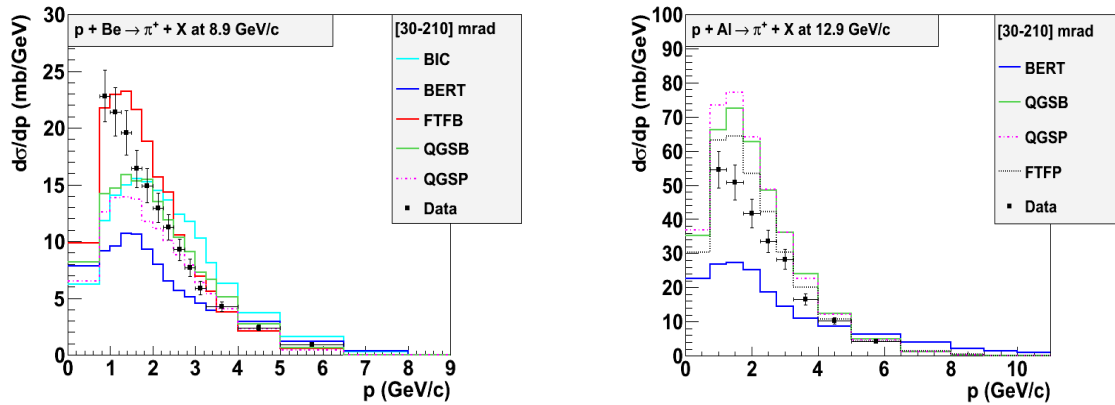 p + Be → π⁺ + X at 8.9 GeV/c
[30-210] mrad
BIC
BERT
FTFB
QGSB
QGSP
Data
dσ/dp (mb/GeV)
30
25
20
15
10
5
0
0 1 2 3 4 5 6 7 8 9
p (GeV/c)
p + Al → π⁺ + X at 12.9 GeV/c
[30-210] mrad
BERT
QGSB
QGSP
FTFP
Data
dσ/dp (mb/GeV)
100
90
80
70
60
50
40
30
20
10
0
0 2 4 6 8 10
p (GeV/c)